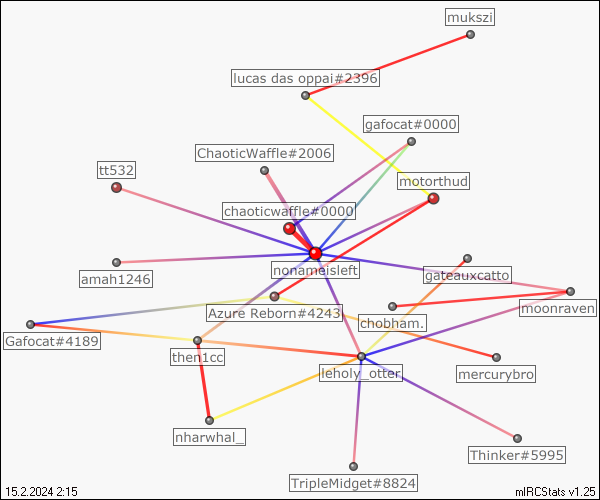 mukszi
lucas das oppai#2396
gafocat#0000
ChaoticWaffle#2006
tt532
motorthud
chaoticwaffle#0000
nonameisleft
gateauxcatto
amah1246
moonraven
Azure Reborn#4243
chobham.
Gafocat#4189
then1cc
leholy_otter
mercurybro
nharwhal_
Thinker#5995
TripleMidget#8824
15.2.2024 2:15
mIRCStats v1.25